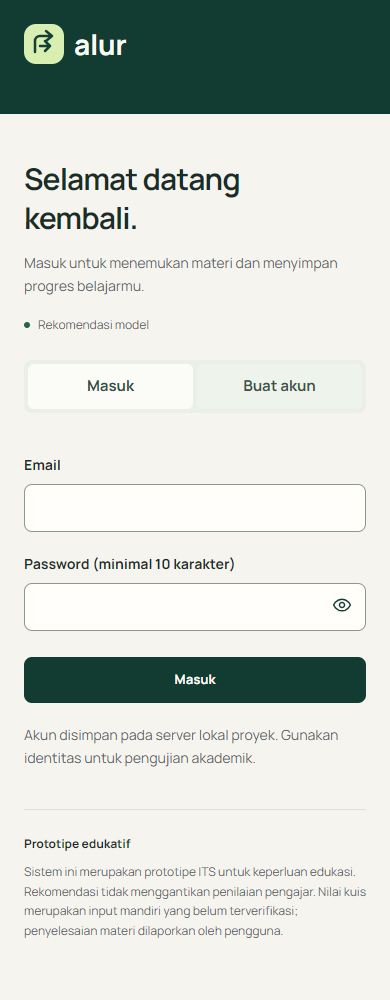 alur
Selamat datang
kembali.
Masuk untuk menemukan materi dan menyimpan
progres belajarmu.
Rekomendasi model
Masuk
Buat akun
Email
Password (minimal 10 karakter)
Masuk
Akun disimpan pada server lokal proyek. Gunakan
identitas untuk pengujian akademik.
Prototipe edukatif
Sistem ini merupakan prototipe ITS untuk keperluan edukasi.
Rekomendasi tidak menggantikan penilaian pengajar. Nilai kuis
merupakan input mandiri yang belum terverifikasi;
penyelesaian materi dilaporkan oleh pengguna.